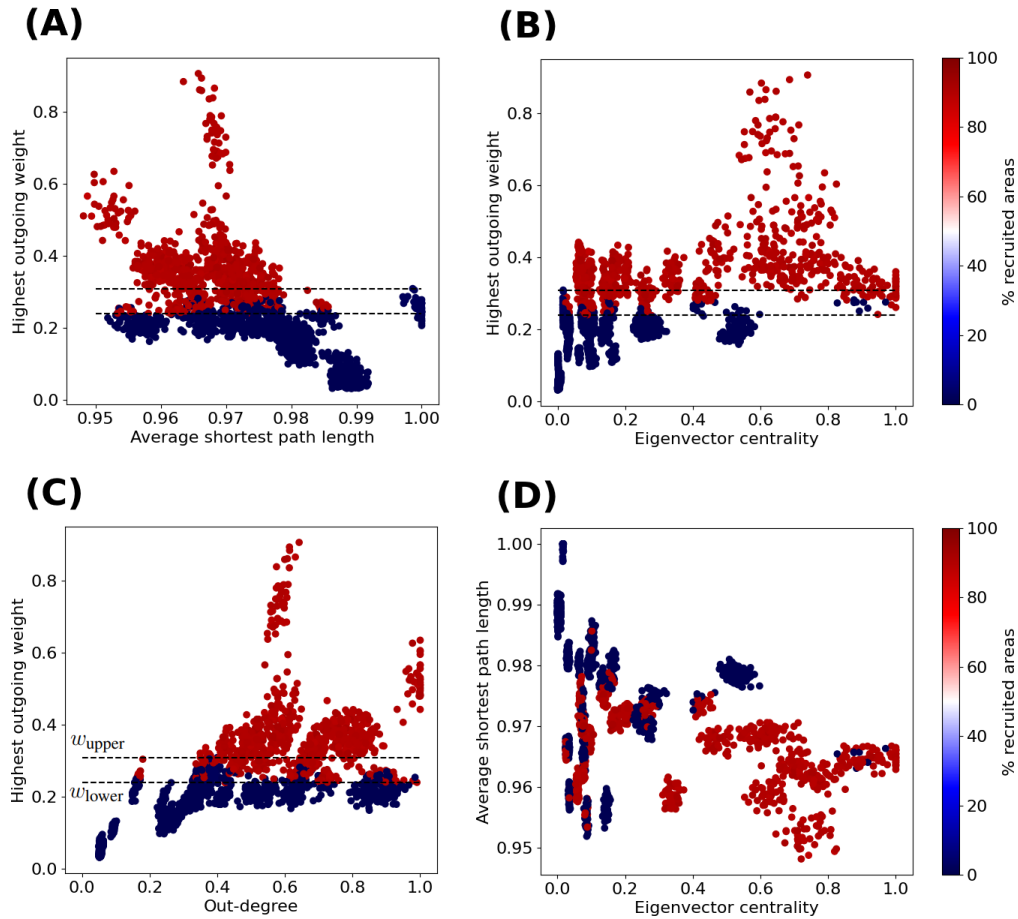 (A)
Highest outgoing weight
0.8
0.6
0.4
0.2
0.0
0.95 0.96 0.97 0.98 0.99 1.00
Average shortest path length
(B)
Highest outgoing weight
0.8
0.6
0.4
0.2
0.0
0.0 0.2 0.4 0.6 0.8 1.0
Eigenvector centrality
100
80
60
40
20
0
% recruited areas
(C)
Highest outgoing weight
0.8
0.6
0.4
0.2
0.0
w_upper
w_lower
0.0 0.2 0.4 0.6 0.8 1.0
Out-degree
(D)
Average shortest path length
1.00
0.99
0.98
0.97
0.96
0.95
0.0 0.2 0.4 0.6 0.8 1.0
Eigenvector centrality
100
80
60
40
20
0
% recruited areas